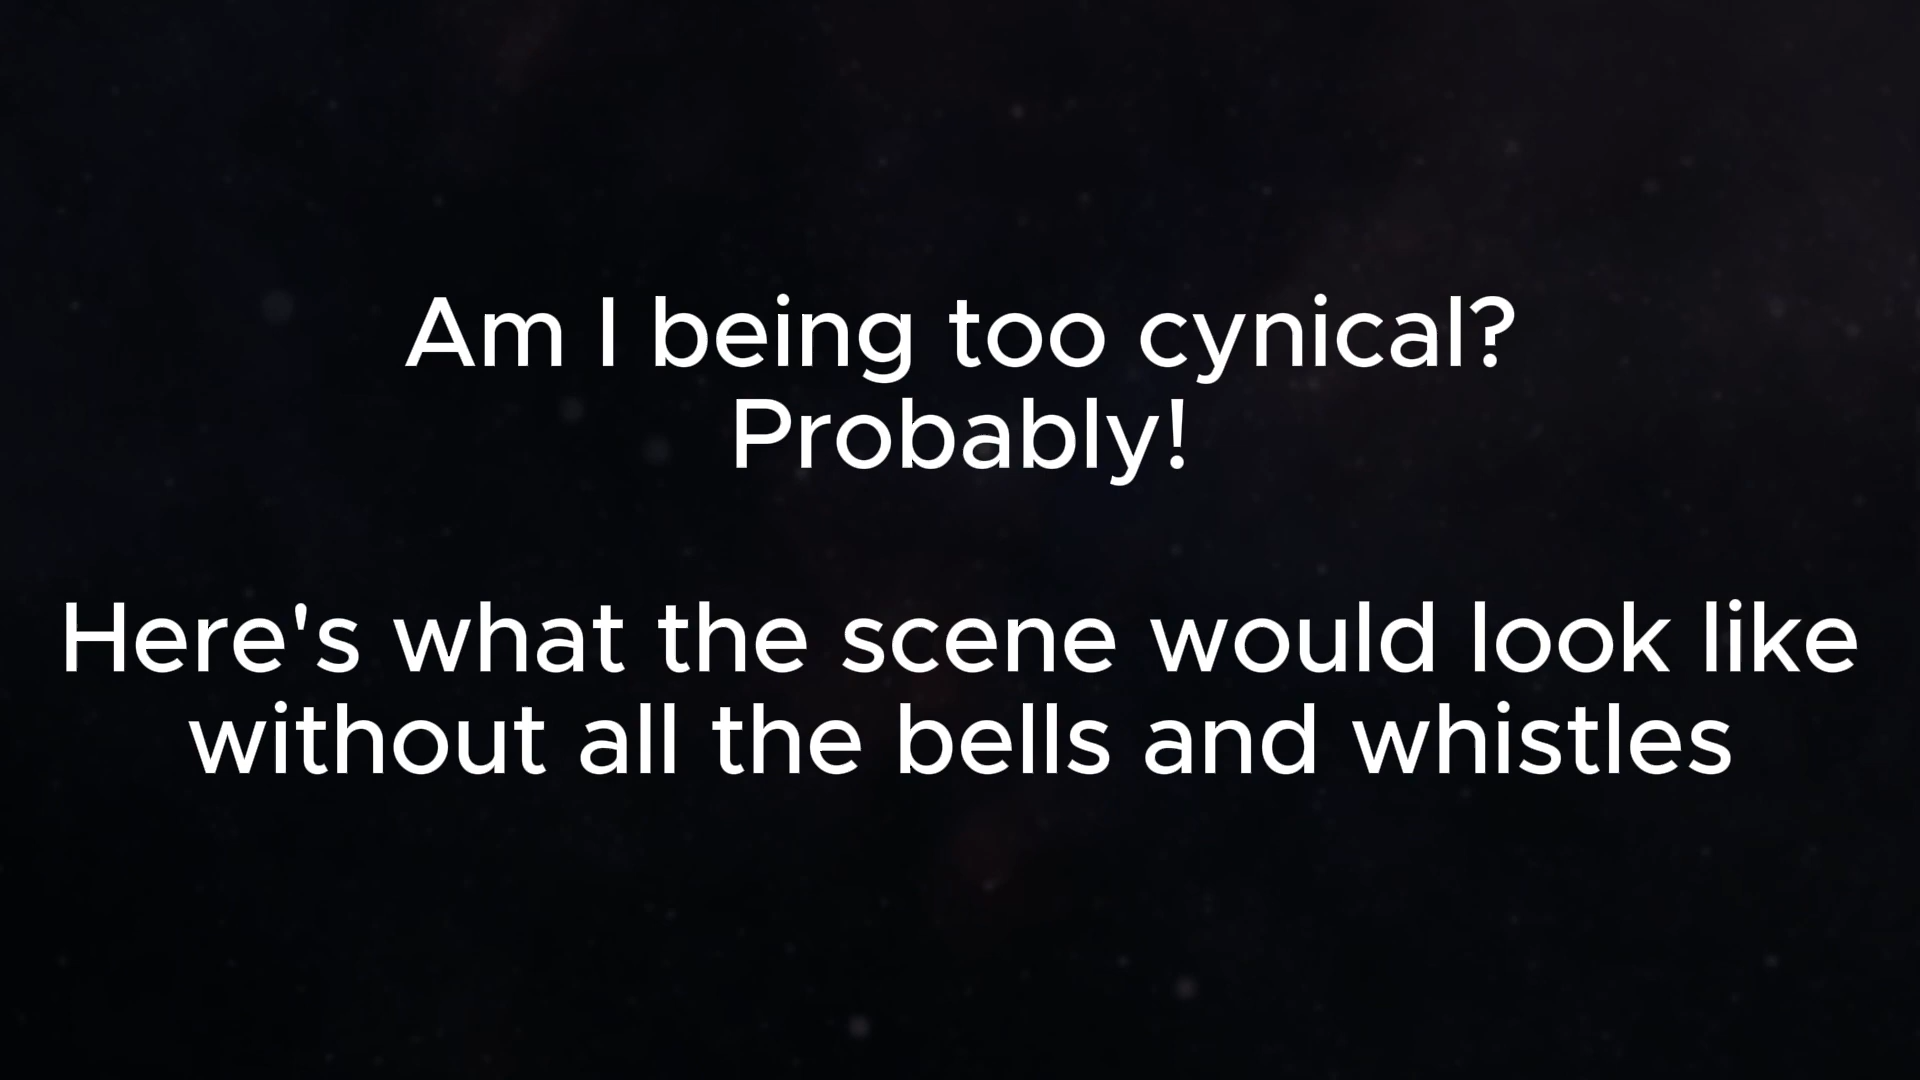 Am I being too cynical?
Probably!
Here's what the scene would look like
without all the bells and whistles